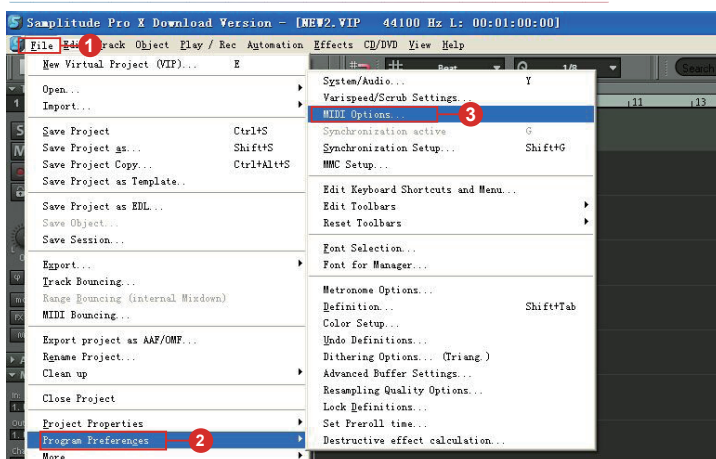 Samplitude Pro X Download Version - [NEW2.VIP 44100 Hz L: 00:01:00:00]
File 1 Track Object Play / Rec Automation Effects CD/DVD View Help
New Virtual Project (VIP)... E
Open...
Import...
Save Project Ctrl+S
Save Project as... Shift+S
Save Project Copy... Ctrl+Alt+S
Save Project as Template..
Save Project as EDL...
Save Object...
Save Session...
Export...
Track Bouncing...
Range Bouncing (internal Mixdown)
MIDI Bouncing...
Export project as AAF/OMF...
Rename Project...
Clean up
Close Project
Project Properties
Program Preferences 2
More
Beat 1/8 Search
11 13
System/Audio... Y
Varispeed/Scrub Settings...
MIDI Options... 3
Synchronization active G
Synchronization Setup... Shift+G
MMC Setup...
Edit Keyboard Shortcuts and Menu...
Edit Toolbars
Reset Toolbars
Font Selection...
Font for Manager...
Metronome Options...
Definition... Shift+Tab
Color Setup...
Undo Definitions...
Dithering Options... (Triang.)
Advanced Buffer Settings...
Resampling Quality Options...
Lock Definitions...
Set Preroll time...
Destructive effect calculation...